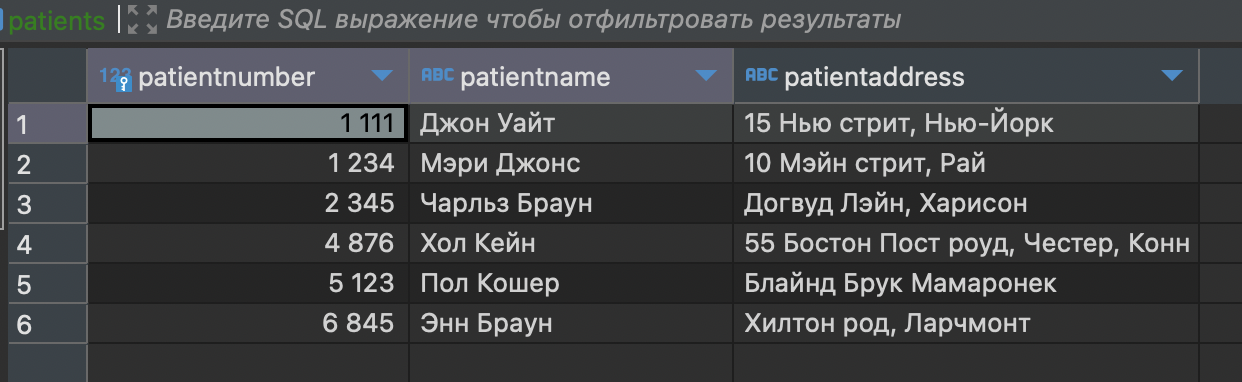 patients Введите SQL выражение чтобы отфильтровать результаты
123 patientnumber ABC patientname ABC patientaddress
1 1 111 Джон Уайт 15 Нью стрит, Нью-Йорк
2 1 234 Мэри Джонс 10 Мэйн стрит, Рай
3 2 345 Чарльз Браун Догвуд Лэйн, Харисон
4 4 876 Хол Кейн 55 Бостон Пост роуд, Честер, Конн
5 5 123 Пол Кошер Блайнд Брук Мамаронек
6 6 845 Энн Браун Хилтон род, Ларчмонт